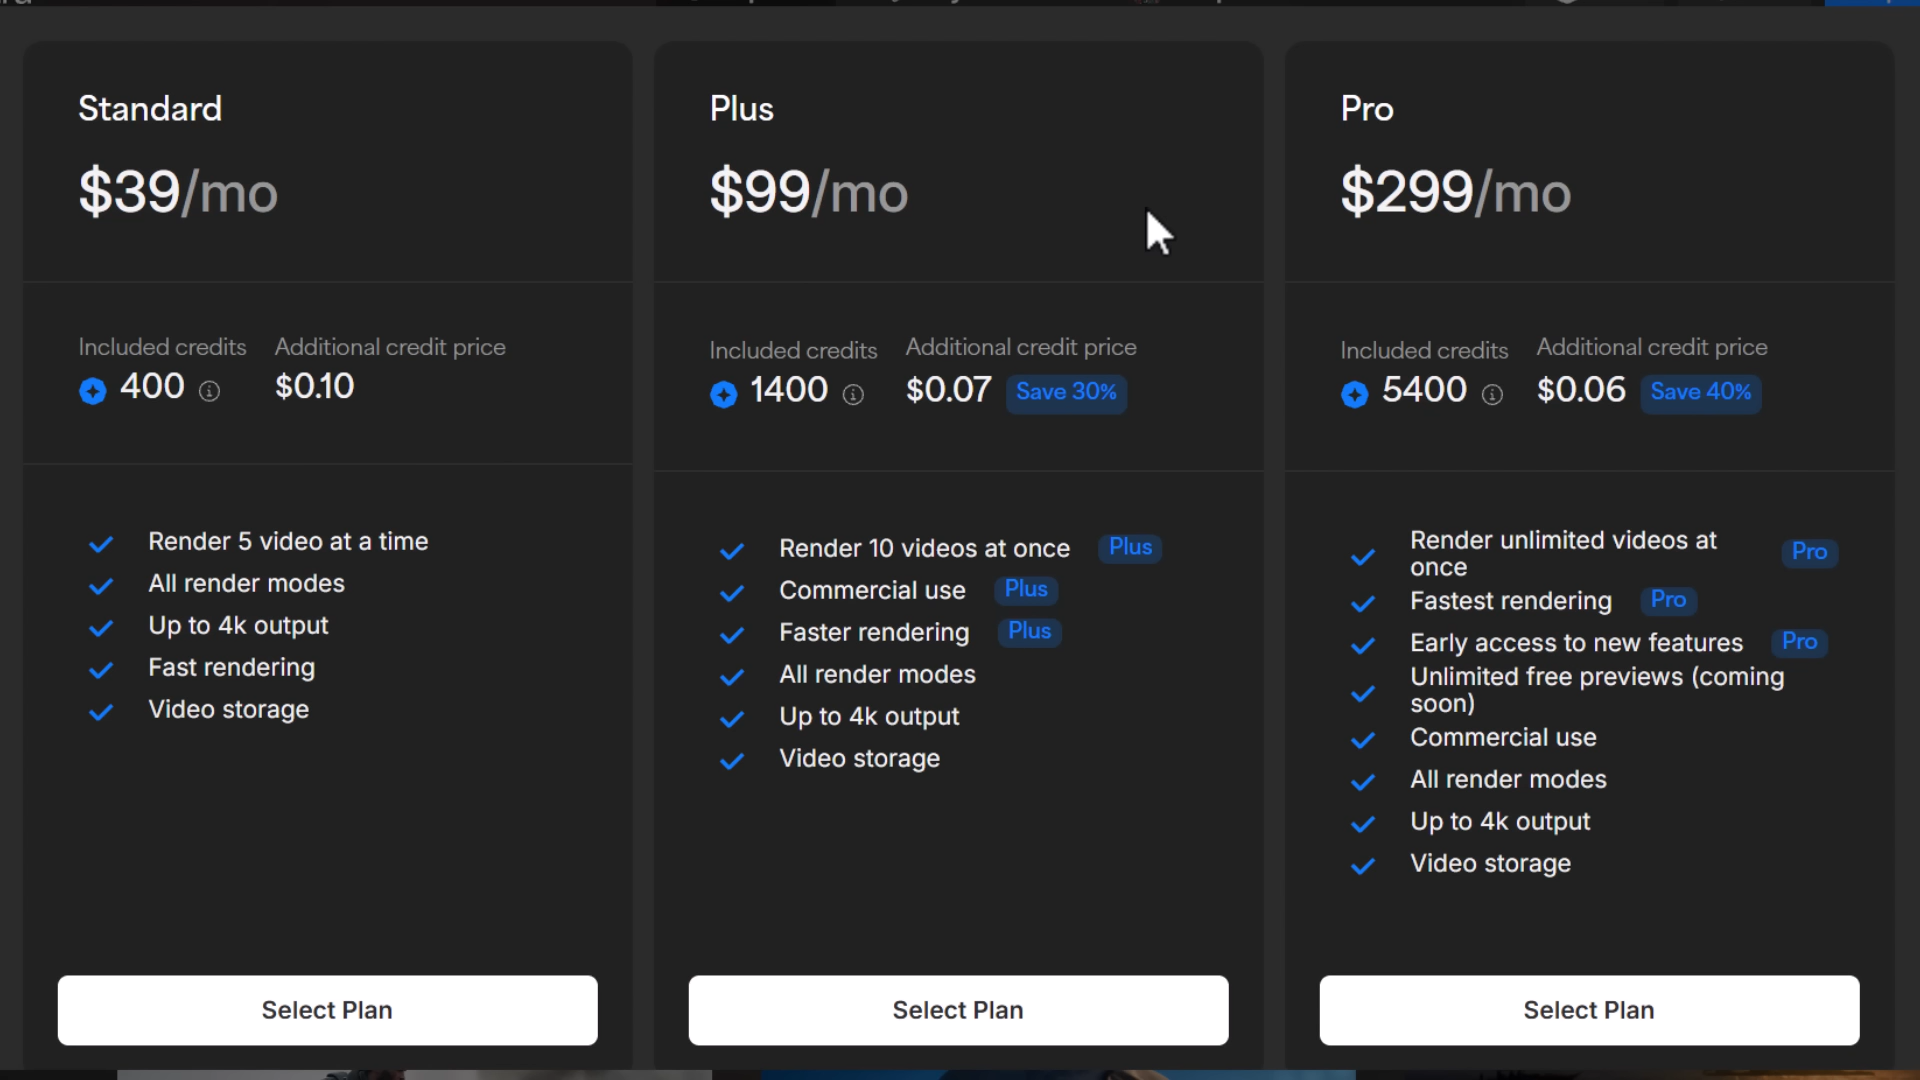 Standard
$39/mo
Included credits
400
Additional credit price
$0.10
Render 5 video at a time
All render modes
Up to 4k output
Fast rendering
Video storage
Select Plan
Plus
$99/mo
Included credits
1400
Additional credit price
$0.07 Save 30%
Render 10 videos at once Plus
Commercial use Plus
Faster rendering Plus
All render modes
Up to 4k output
Video storage
Select Plan
Pro
$299/mo
Included credits
5400
Additional credit price
$0.06 Save 40%
Render unlimited videos at
once Pro
Fastest rendering Pro
Early access to new features Pro
Unlimited free previews (coming
soon)
Commercial use
All render modes
Up to 4k output
Video storage
Select Plan